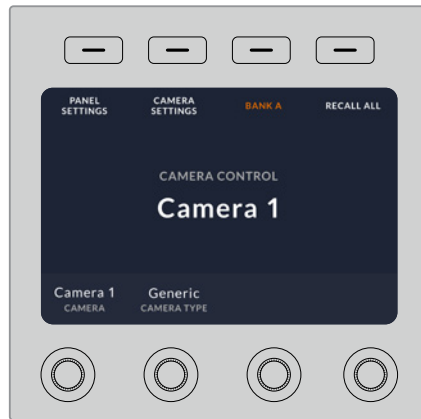 PANEL SETTINGS
CAMERA SETTINGS
BANK A
RECALL ALL
CAMERA CONTROL
Camera 1
Camera 1
CAMERA
Generic
CAMERA TYPE